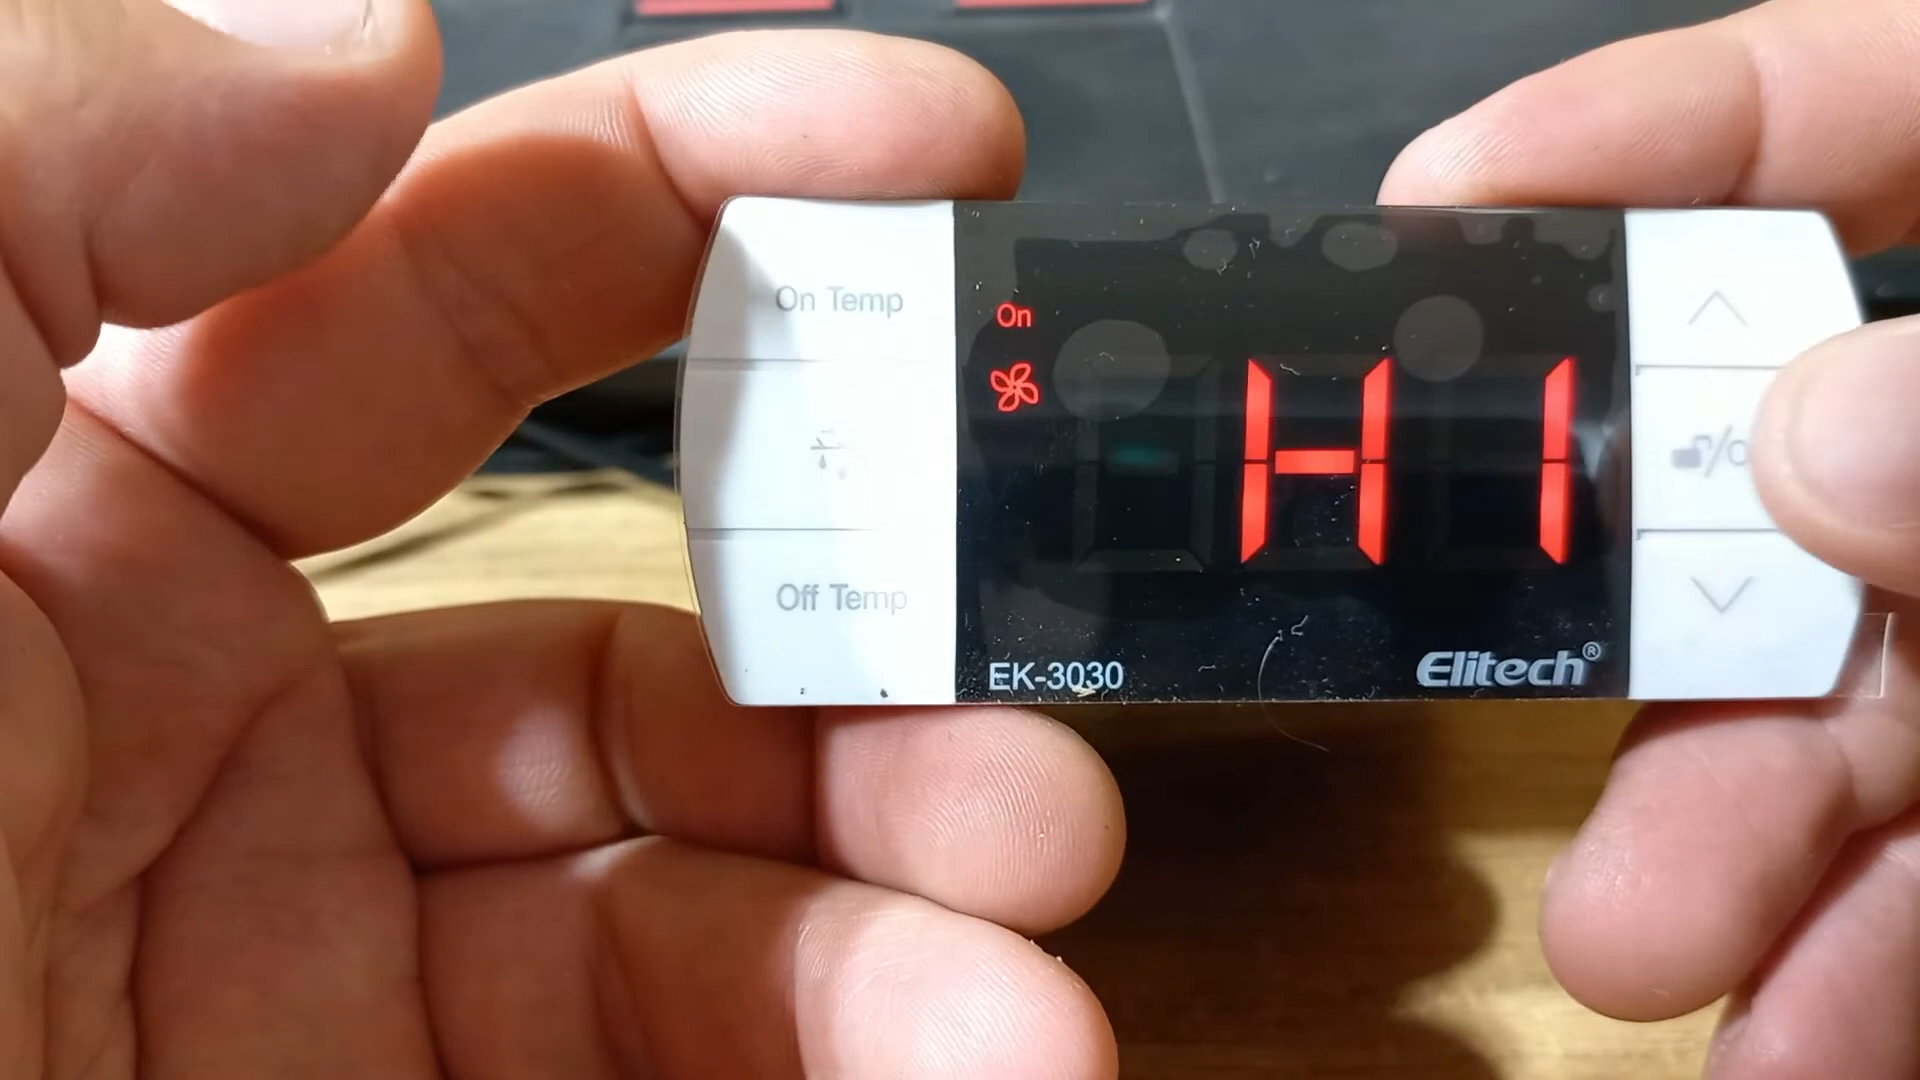 On Temp
On
H1
Off Temp
EK-3030
Elitech®